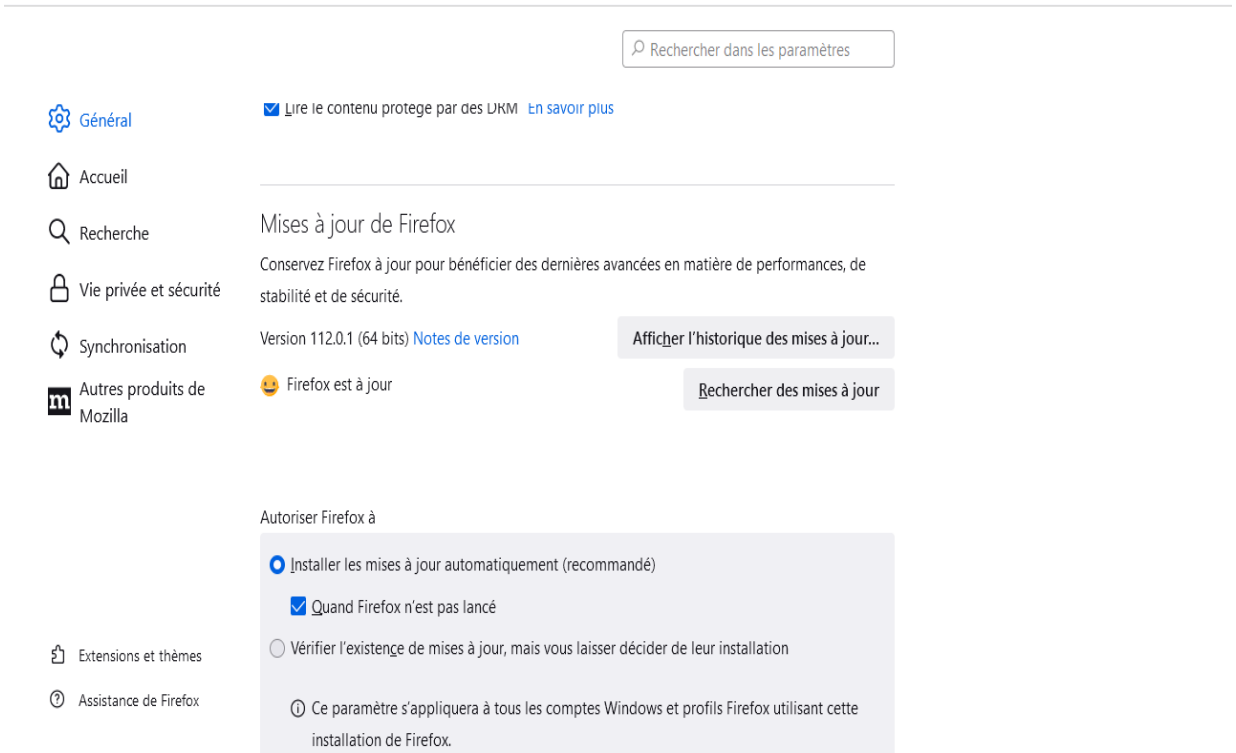 Rechercher dans les paramètres
Général
Accueil
Recherche
Vie privée et sécurité
Synchronisation
m
Autres produits de
Mozilla
Extensions et thèmes
Assistance de Firefox
Lire le contenu protégé par des DRM En savoir plus
Mises à jour de Firefox
Conservez Firefox à jour pour bénéficier des dernières avancées en matière de performances, de
stabilité et de sécurité.
Version 112.0.1 (64 bits) Notes de version
Afficher l’historique des mises à jour...
Firefox est à jour
Rechercher des mises à jour
Autoriser Firefox à
Installer les mises à jour automatiquement (recommandé)
Quand Firefox n’est pas lancé
Vérifier l’existence de mises à jour, mais vous laisser décider de leur installation
Ce paramètre s’appliquera à tous les comptes Windows et profils Firefox utilisant cette
installation de Firefox.